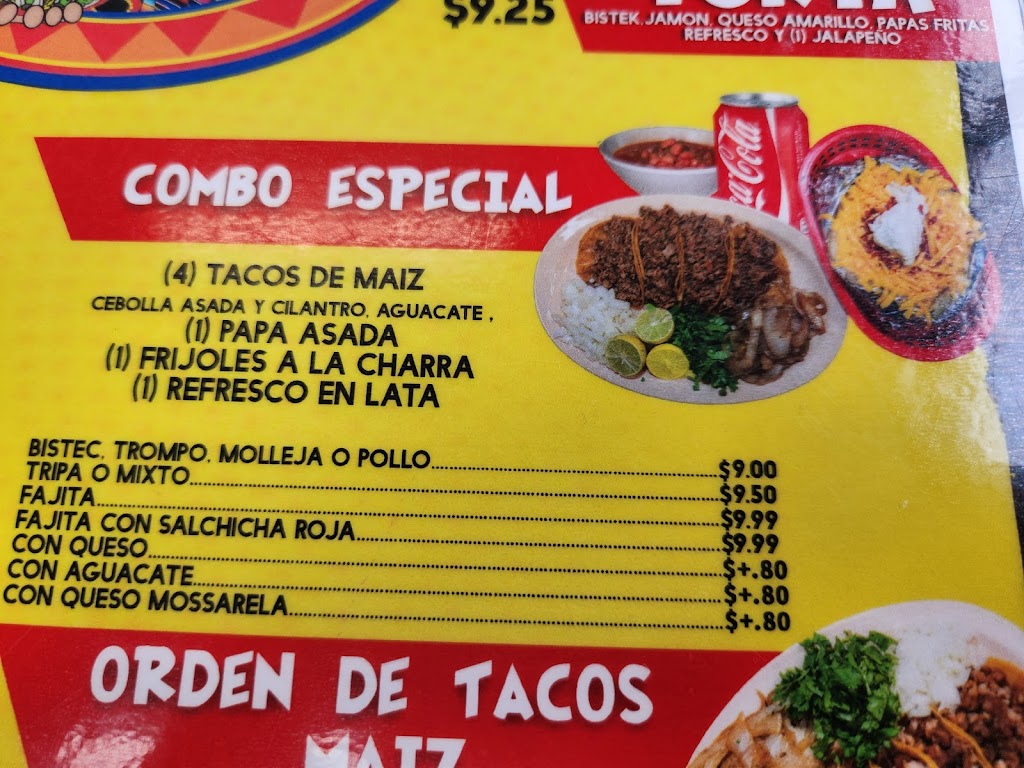 $9.25
BISTEK, JAMON, QUESO AMARILLO, PAPAS FRITAS
REFRESCO Y (1) JALAPEÑO
COMBO ESPECIAL
Coca-Cola
(4) TACOS DE MAIZ
CEBOLLA ASADA Y CILANTRO, AGUACATE ,
(1) PAPA ASADA
(1) FRIJOLES A LA CHARRA
(1) REFRESCO EN LATA
BISTEC, TROMPO, MOLLEJA O POLLO $9.00
TRIPA O MIXTO $9.50
FAJITA $9.99
FAJITA CON SALCHICHA ROJA $9.99
CON QUESO $+.80
CON AGUACATE $+.80
CON QUESO MOSSARELA $+.80
ORDEN DE TACOS
MAIZ